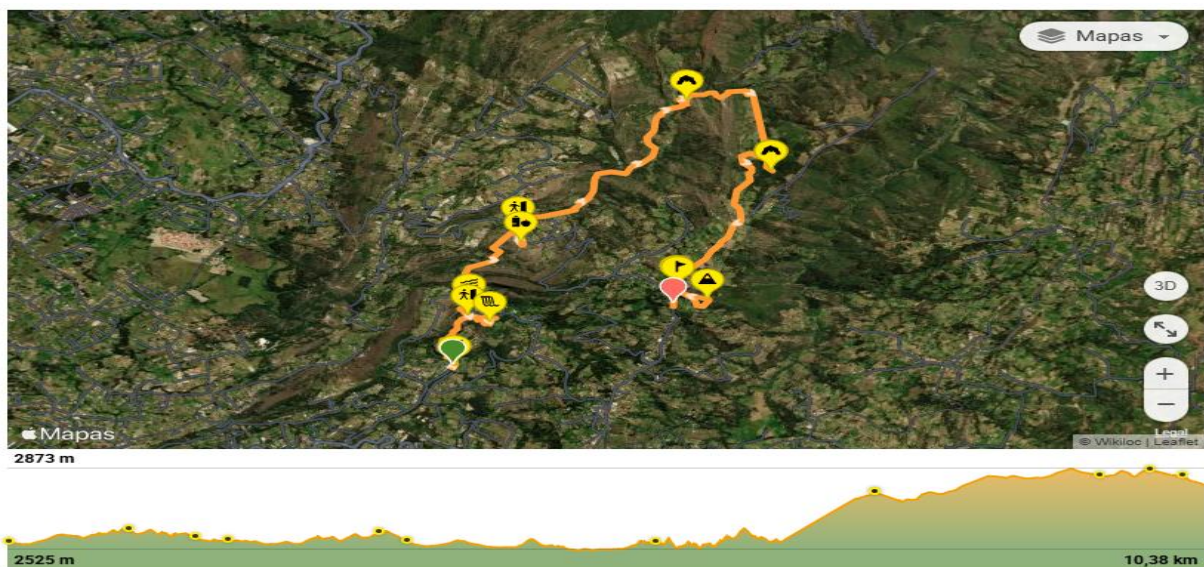 Mapas
3D
+
−
Mapas
Legal
© Wikiloc | Leaflet
2873 m
2525 m
10,38 km